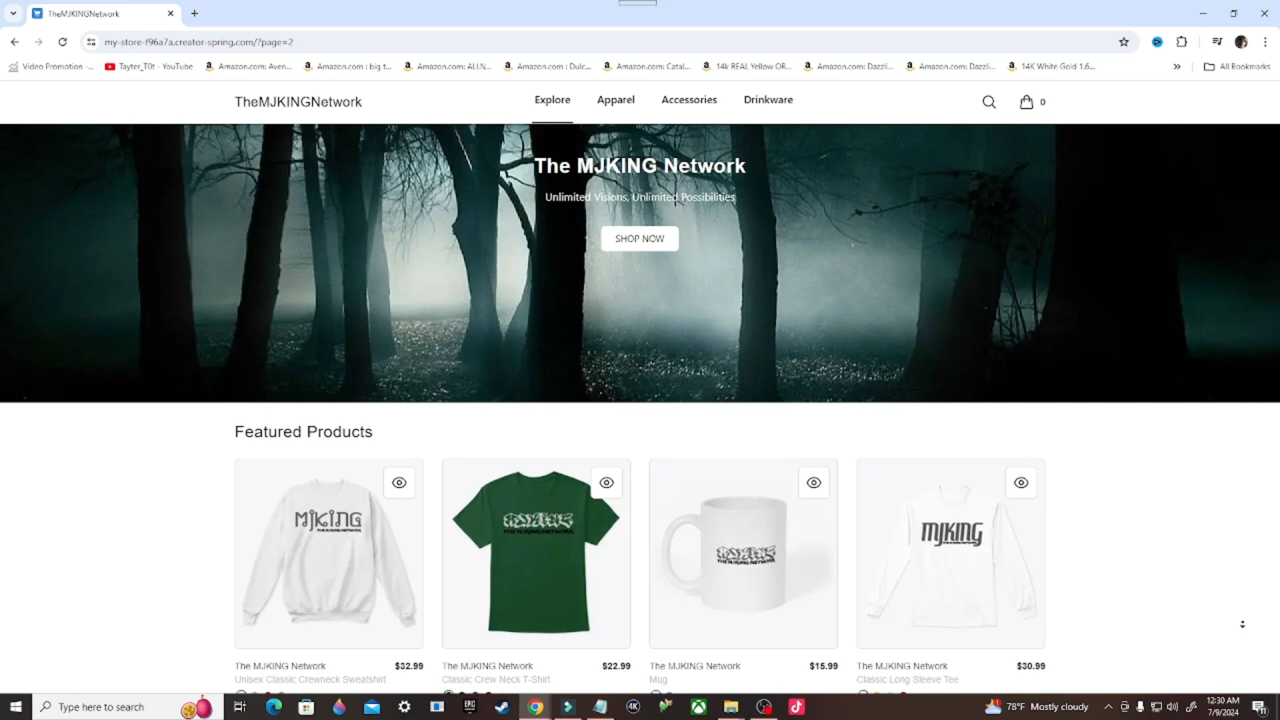 TheMJKINGNetwork
my-store-f96a7a.creator-spring.com/?page=2
Video Promotion -...
Tayter_T0t - YouTube
Amazon.com: Aven...
Amazon.com : big t...
Amazon.com: ALLN...
Amazon.com : Dulc...
Amazon.com: Catal...
14k REAL Yellow OR...
Amazon.com: Dazzli...
Amazon.com: Dazzli...
14K White Gold 1.6...
»
All Bookmarks
TheMJKINGNetwork
Explore
Apparel
Accessories
Drinkware
0
The MJKING Network
Unlimited Visions, Unlimited Possibilities
SHOP NOW
Featured Products
MJKING
THE MJKING NETWORK
MJKING
THE MJKING NETWORK
MJKING
THE MJKING NETWORK
MJKING
The MJKING Network $32.99
Unisex Classic Crewneck Sweatshirt
The MJKING Network $22.99
Classic Crew Neck T-Shirt
The MJKING Network $15.99
Mug
The MJKING Network $30.99
Classic Long Sleeve Tee
Type here to search
EPIC
4K
78°F Mostly cloudy
12:30 AM
7/9/2024